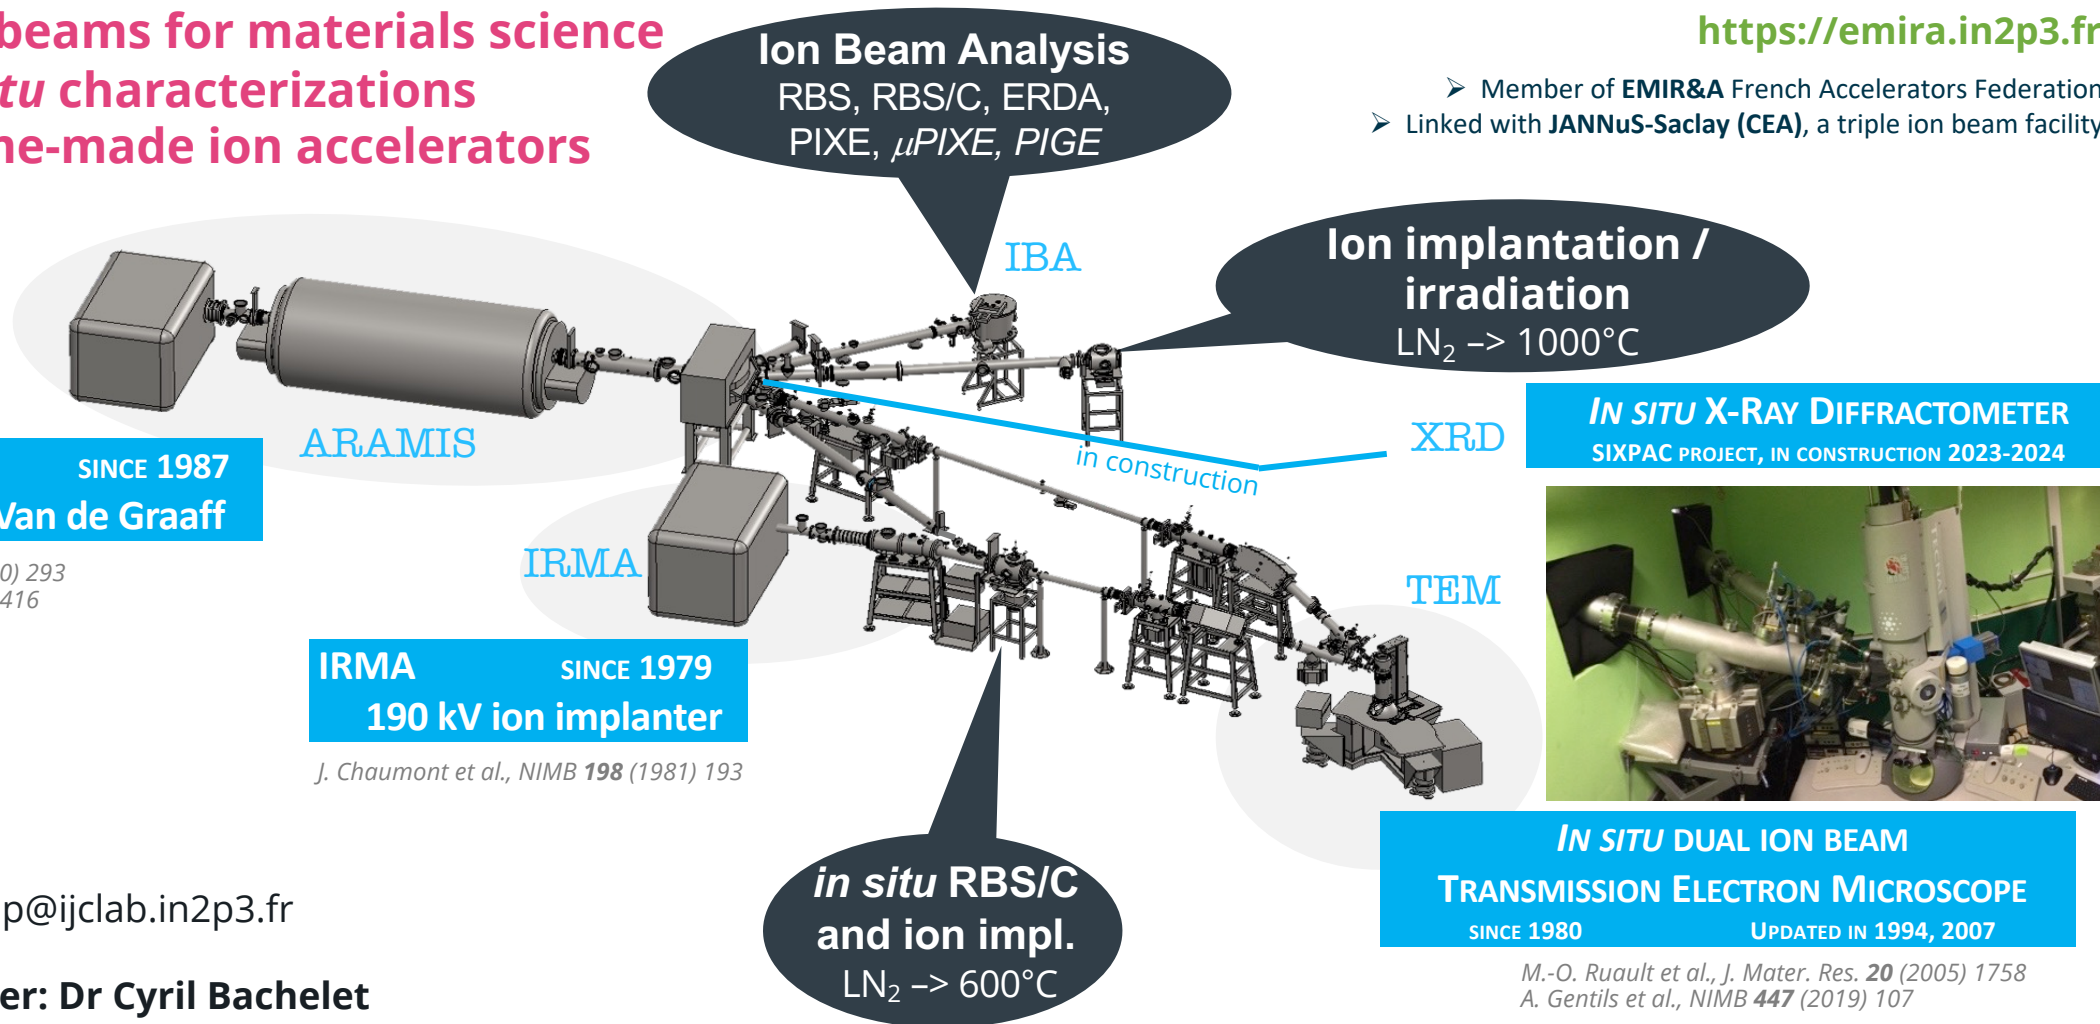 beams for materials science
tu characterizations
ne-made ion accelerators
Ion Beam Analysis
RBS, RBS/C, ERDA,
PIXE, µPIXE, PIGE
https://emira.in2p3.fr
➢ Member of EMIR&A French Accelerators Federation
➢ Linked with JANNuS-Saclay (CEA), a triple ion beam facility
IBA
Ion implantation /
irradiation
LN₂ –> 1000°C
ARAMIS
SINCE 1987
Van de Graaff
0) 293
416
in construction
XRD
IN SITU X-RAY DIFFRACTOMETER
SIXPAC PROJECT, IN CONSTRUCTION 2023-2024
IRMA
TEM
IRMA SINCE 1979
190 kV ion implanter
J. Chaumont et al., NIMB 198 (1981) 193
in situ RBS/C
and ion impl.
LN₂ –> 600°C
IN SITU DUAL ION BEAM
TRANSMISSION ELECTRON MICROSCOPE
SINCE 1980 UPDATED IN 1994, 2007
M.-O. Ruault et al., J. Mater. Res. 20 (2005) 1758
A. Gentils et al., NIMB 447 (2019) 107
p@ijclab.in2p3.fr
er: Dr Cyril Bachelet